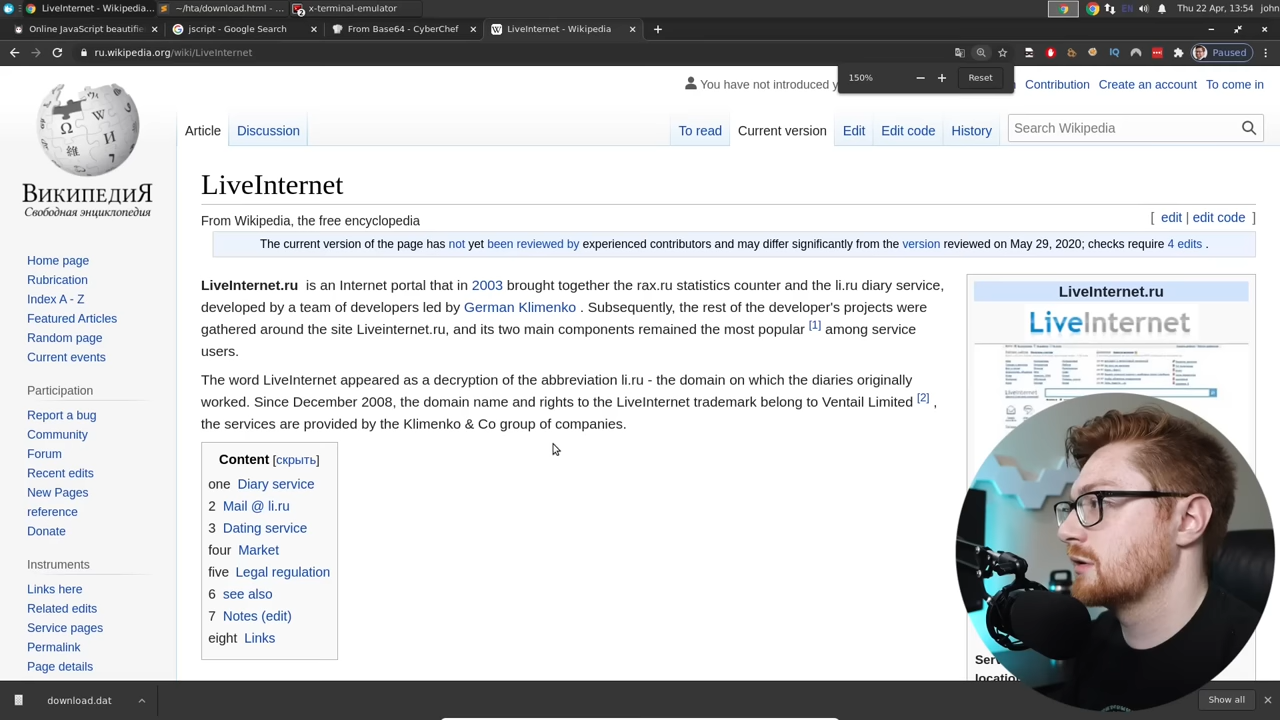 LiveInternet - Wikipedia...
~/hta/download.html - ...
x-terminal-emulator
EN
Thu 22 Apr, 13:54
john
Online JavaScript beautifie
jscript - Google Search
From Base64 - CyberChef
LiveInternet - Wikipedia
ru.wikipedia.org/wiki/LiveInternet
Paused
150%
Reset
You have not introduced y
Contribution
Create an account
To come in
Article
Discussion
To read
Current version
Edit
Edit code
History
Search Wikipedia
ВИКИПЕДИЯ
Свободная энциклопедия
LiveInternet
From Wikipedia, the free encyclopedia
[ edit | edit code ]
The current version of the page has not yet been reviewed by experienced contributors and may differ significantly from the version reviewed on May 29, 2020; checks require 4 edits .
LiveInternet.ru is an Internet portal that in 2003 brought together the rax.ru statistics counter and the li.ru diary service,
developed by a team of developers led by German Klimenko . Subsequently, the rest of the developer's projects were
gathered around the site Liveinternet.ru, and its two main components remained the most popular [1] among service
users.
The word LiveInternet appeared as a decryption of the abbreviation li.ru - the domain on which the diaries originally
worked. Since December 2008, the domain name and rights to the LiveInternet trademark belong to Ventail Limited [2] ,
the services are provided by the Klimenko & Co group of companies.
Content [скрыть]
one Diary service
2 Mail @ li.ru
3 Dating service
four Market
five Legal regulation
6 see also
7 Notes (edit)
eight Links
LiveInternet.ru
LiveInternet
Home page
Rubrication
Index A - Z
Featured Articles
Random page
Current events
Participation
Report a bug
Community
Forum
Recent edits
New Pages
reference
Donate
Instruments
Links here
Related edits
Service pages
Permalink
Page details
download.dat
Show all